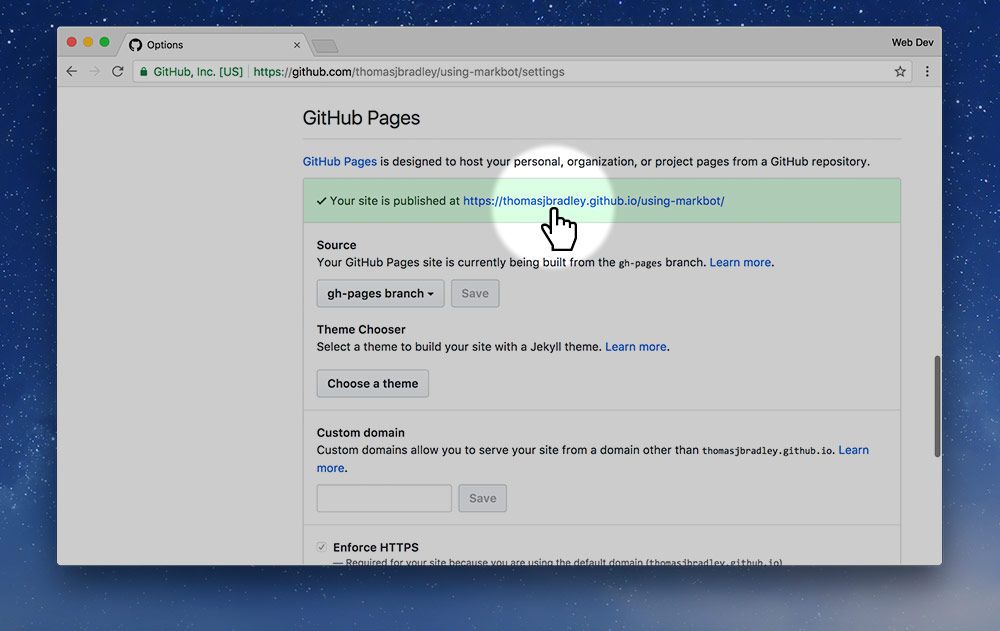 Options
Web Dev
GitHub, Inc. [US] https://github.com/thomasjbradley/using-markbot/settings
GitHub Pages
GitHub Pages is designed to host your personal, organization, or project pages from a GitHub repository.
Your site is published at https://thomasjbradley.github.io/using-markbot/
Source
Your GitHub Pages site is currently being built from the gh-pages branch. Learn more.
gh-pages branch Save
Theme Chooser
Select a theme to build your site with a Jekyll theme. Learn more.
Choose a theme
Custom domain
Custom domains allow you to serve your site from a domain other than thomasjbradley.github.io. Learn
more.
Save
Enforce HTTPS
— Required for your site because you are using the default domain (thomasjbradley.github.io)